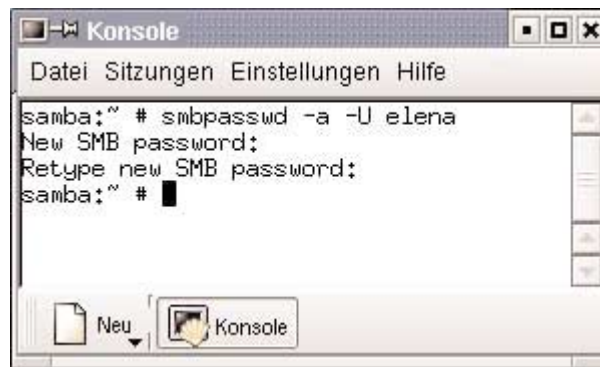 Konsole
Datei Sitzungen Einstellungen Hilfe
samba:~ # smbpasswd -a -U elena
New SMB password:
Retype new SMB password:
samba:~ #
Neu
Konsole